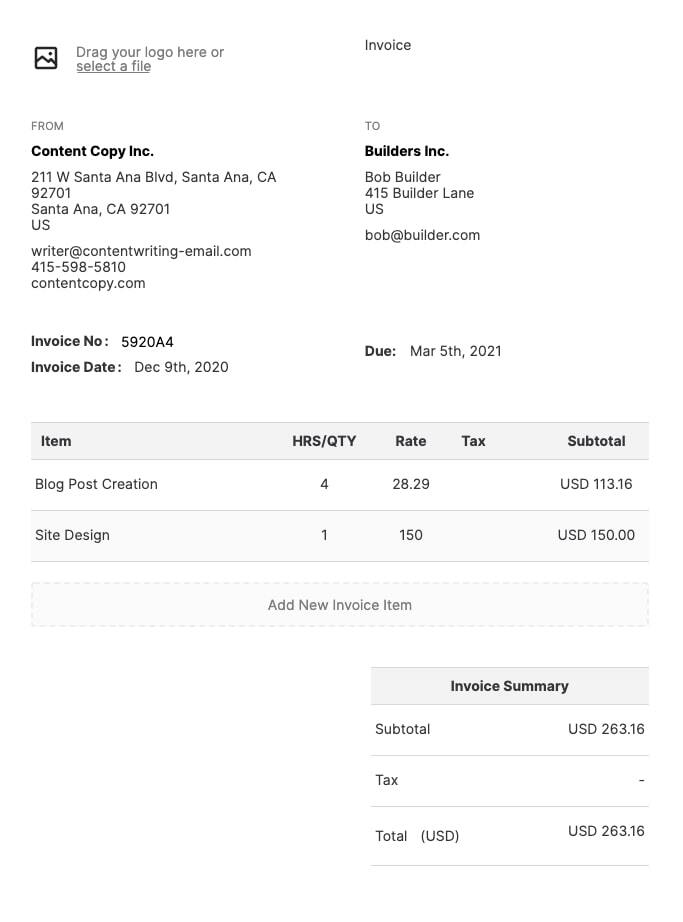 Drag your logo here or
select a file
Invoice
FROM
Content Copy Inc.
211 W Santa Ana Blvd, Santa Ana, CA
92701
Santa Ana, CA 92701
US
writer@contentwriting-email.com
415-598-5810
contentcopy.com
TO
Builders Inc.
Bob Builder
415 Builder Lane
US
bob@builder.com
Invoice No : 5920A4
Invoice Date : Dec 9th, 2020
Due: Mar 5th, 2021
Item HRS/QTY Rate Tax Subtotal
Blog Post Creation 4 28.29 USD 113.16
Site Design 1 150 USD 150.00
Add New Invoice Item
Invoice Summary
Subtotal USD 263.16
Tax -
Total (USD) USD 263.16